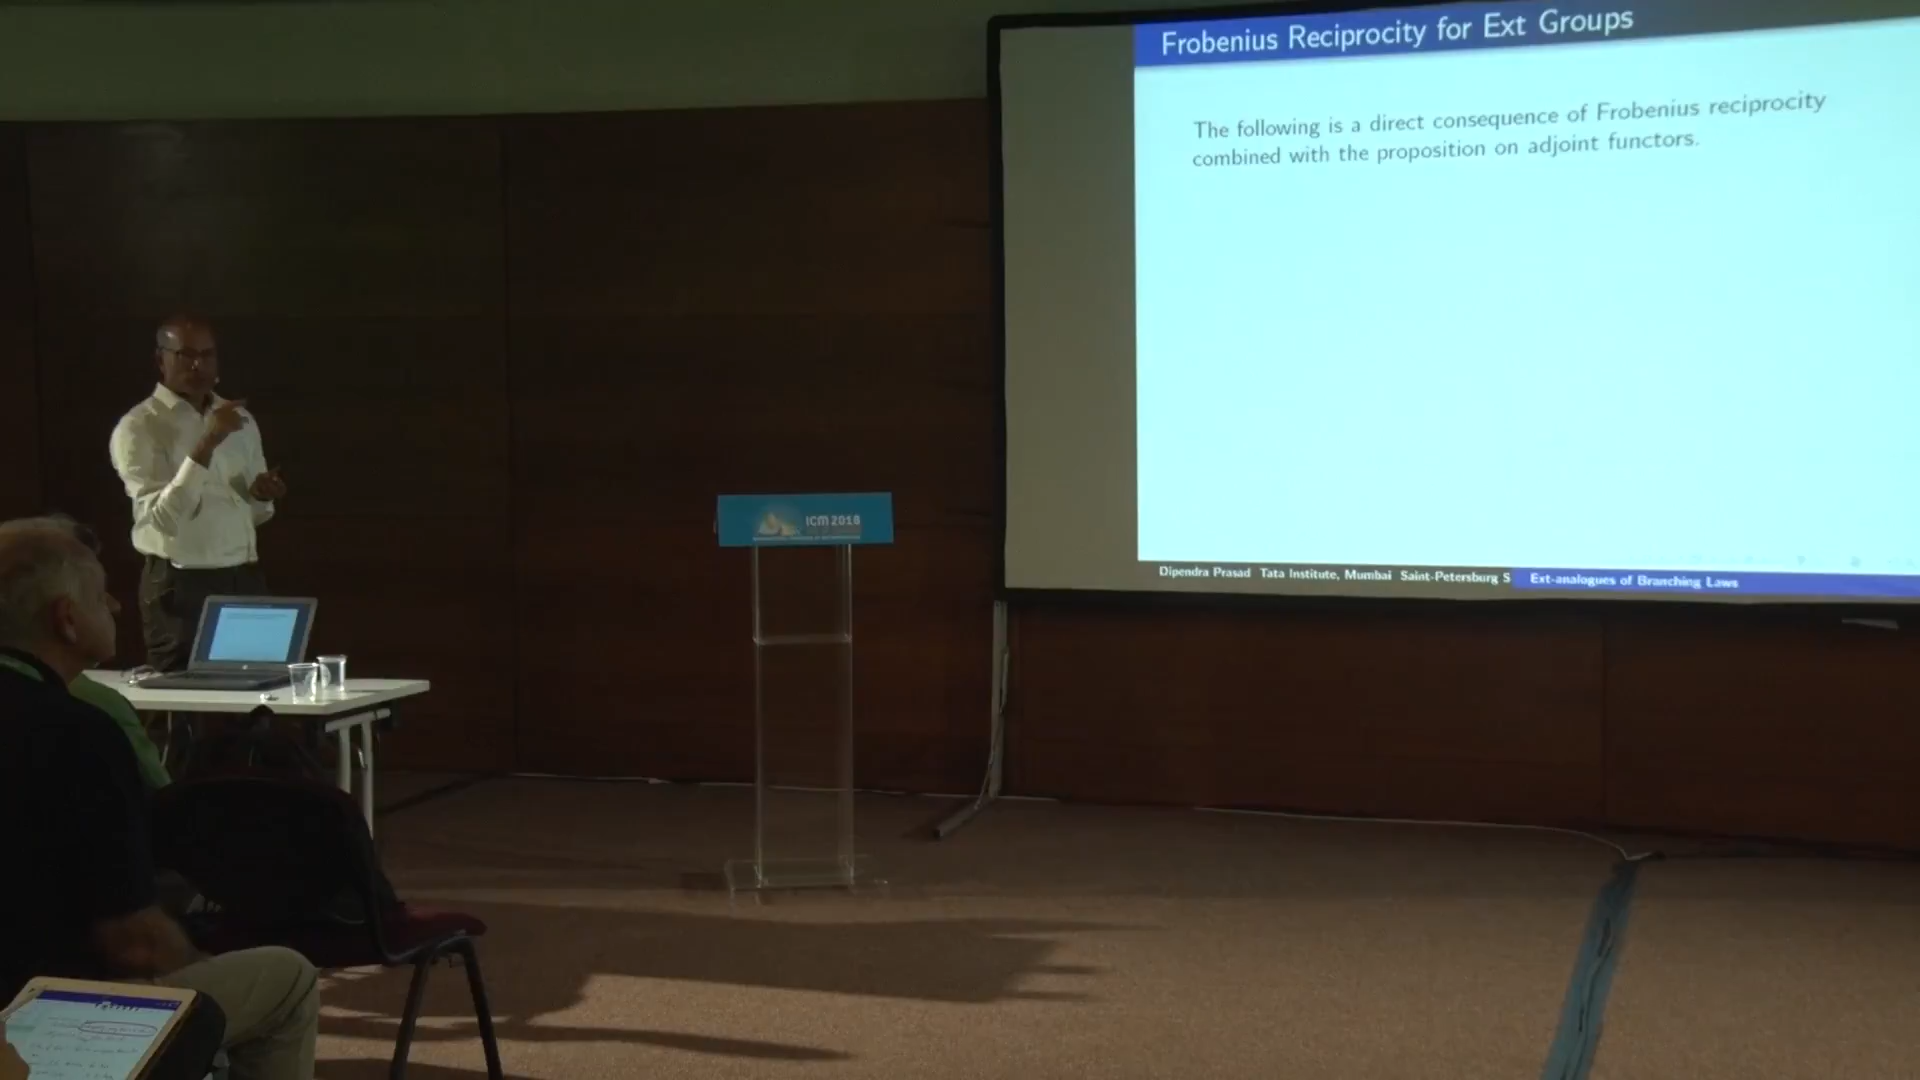 Frobenius Reciprocity for Ext Groups
The following is a direct consequence of Frobenius reciprocity
combined with the proposition on adjoint functors.
Dipendra Prasad Tata Institute, Mumbai Saint-Petersburg S
Ext-analogues of Branching Laws
ICM 2018